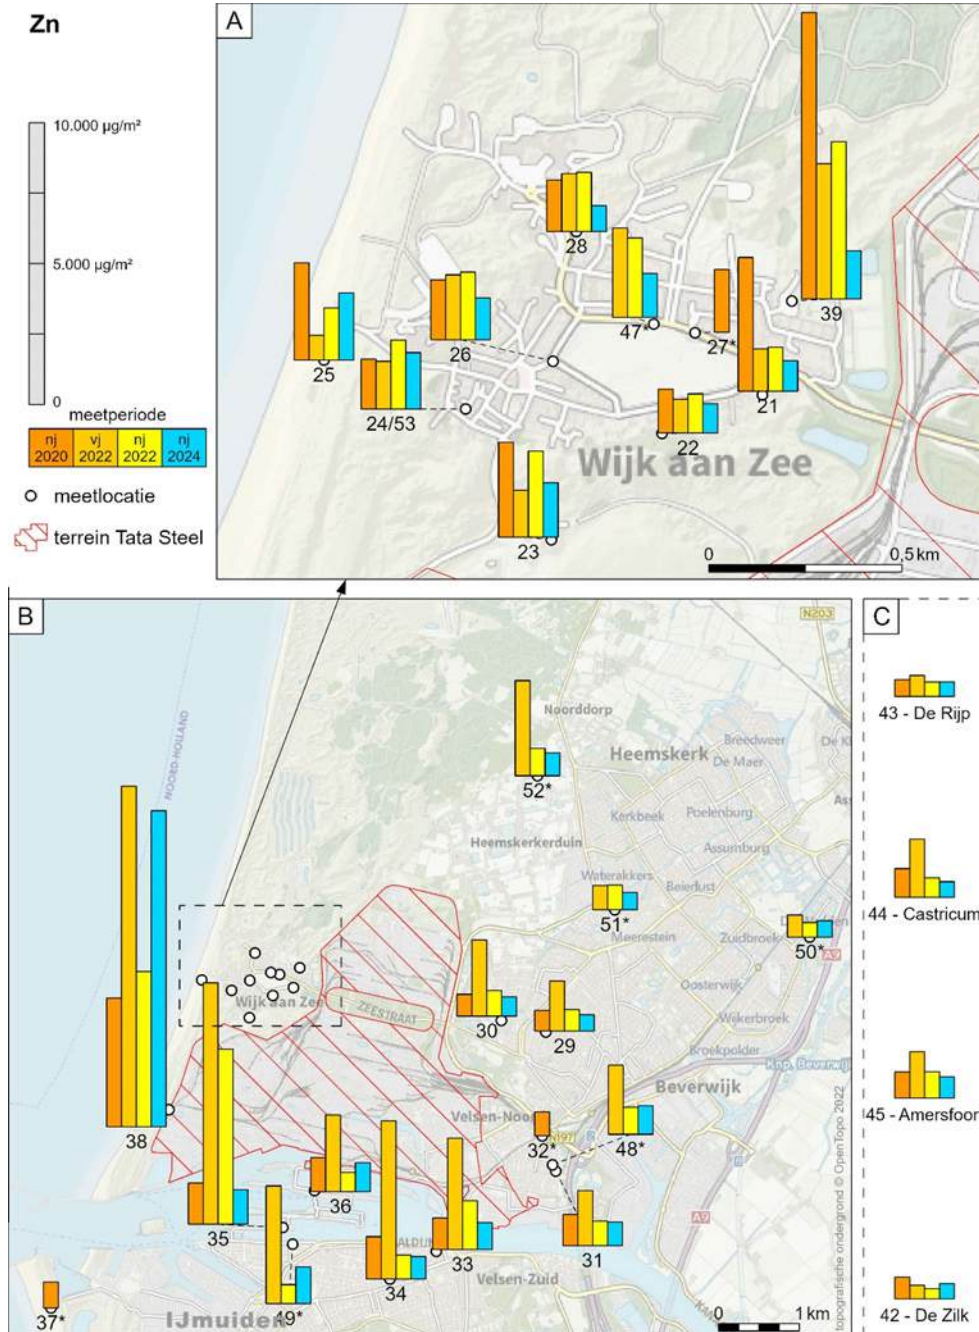 Zn
10.000 µg/m²
5.000 µg/m²
0
meetperiode
nj 2020
vj 2022
nj 2022
nj 2024
meetlocatie
terrein Tata Steel
A
28
47*
27*
39
25
26
24/53
21
22
23
Wijk aan Zee
0 0,5 km
B
N203
NOORD-HOLLAND
Noorddorp
Heemskerk
Breedweer
De Maer
52*
Kerkbeek
Poelenburg
Heemskerkerduin
Assumburg
Waterakkers
Beierlust
51*
Meerestein
Zuidbroek
50*
A9
Wijk aan Zee
ZEESTRAAT
Oosterwijk
30
29
Wijkerbroek
Broekpolder
Knp. Beverwijk
Beverwijk
38
Velsen-Noord
N197
32*
48*
36
35
A9
31
33
34
Velsen-Zuid
49*
37*
IJmuiden
0 1 km
topografische ondergrond © OpenTopo 2022
C
43 - De Rijp
44 - Castricum
45 - Amersfoor
42 - De Zilk